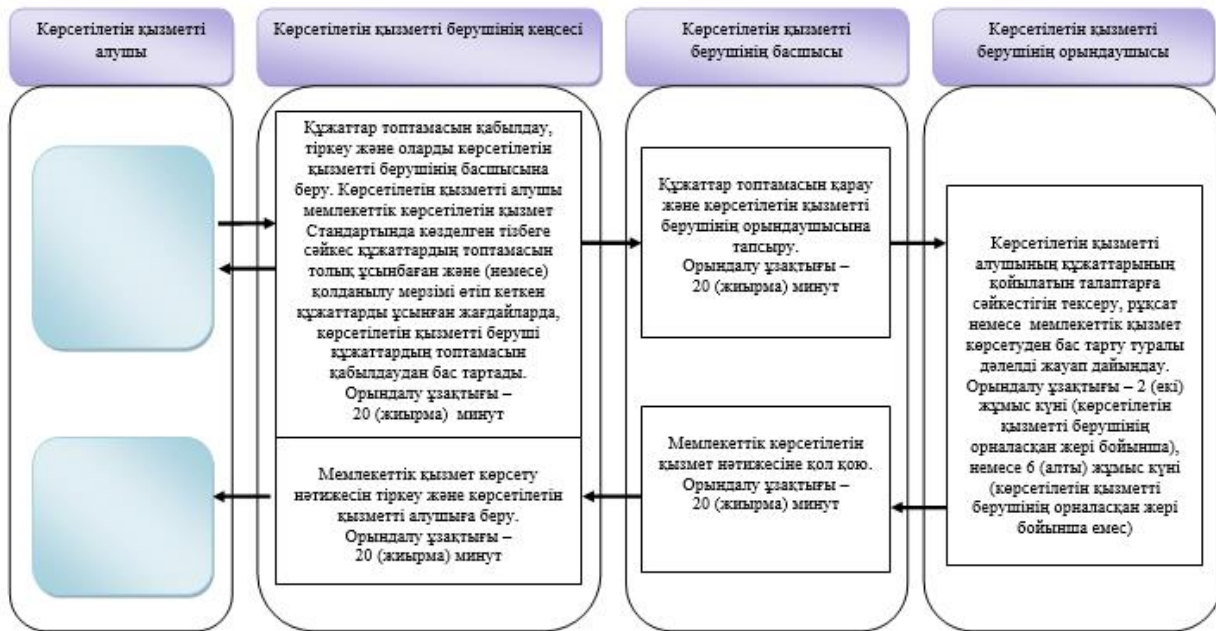 Көрсетілетін қызметті
алушы
Көрсетілетін қызметті берушінің кеңсесі
Көрсетілетін қызметті
берушінің басшысы
Көрсетілетін қызметті
берушінің орындаушысы
Құжаттар топтамасын қабылдау,
тіркеу және оларды көрсетілетін
қызметті берушінің басшысына
беру. Көрсетілетін қызметті алушы
мемлекеттік көрсетілетін қызмет
Стандартында көзделген тізбеге
сәйкес құжаттардың топтамасын
толық ұсынбаған және (немесе)
қолданылу мерзімі өтіп кеткен
құжаттарды ұсынған жағдайларда,
көрсетілетін қызметті беруші
құжаттардың топтамасын
қабылдаудан бас тартады.
Орындалу ұзақтығы –
20 (жиырма) минут
Мемлекеттік қызмет көрсету
нәтижесін тіркеу және көрсетілетін
қызметті алушыға беру.
Орындалу ұзақтығы –
20 (жиырма) минут
Құжаттар топтамасын қарау
және көрсетілетін қызметті
берушінің орындаушысына
тапсыру.
Орындалу ұзақтығы –
20 (жиырма) минут
Мемлекеттік көрсетілетін
қызмет нәтижесіне қол қою.
Орындалу ұзақтығы –
20 (жиырма) минут
Көрсетілетін қызметті
алушының құжаттарының
қойылатын талаптарға
сәйкестігін тексеру, рұқсат
немесе мемлекеттік қызмет
көрсетуден бас тарту туралы
дәлелді жауап дайындау.
Орындалу ұзақтығы – 2 (екі)
жұмыс күні (көрсетілетін
қызметті берушінің
орналасқан жері бойынша),
немесе 6 (алты) жұмыс күні
(көрсетілетін қызметті
берушінің орналасқан жері
бойынша емес)